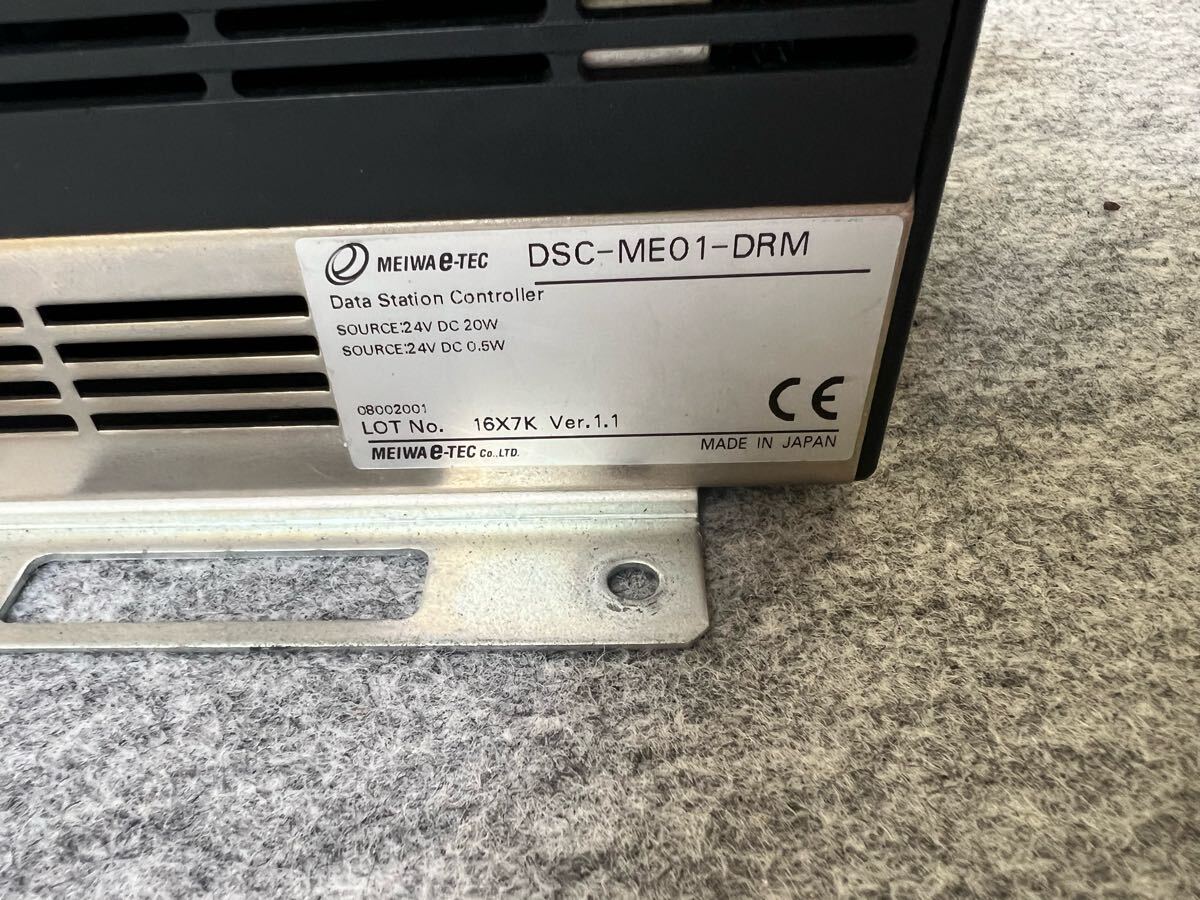 MEIWA e-TEC DSC-ME01-DRM
Data Station Controller
SOURCE:24V DC 20W
SOURCE:24V DC 0.5W
08002001
LOT No. 16X7K Ver.1.1
CE
MEIWA e-TEC Co.,LTD. MADE IN JAPAN